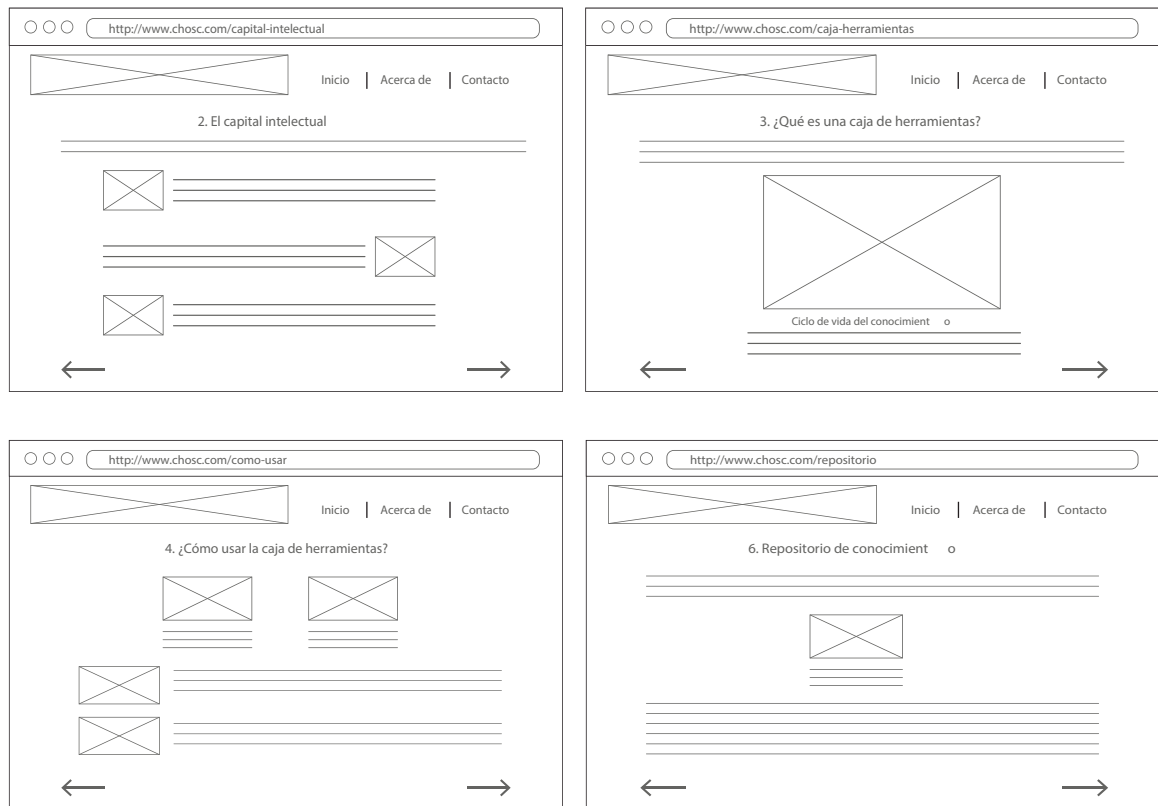 http://www.chosc.com/capital-intelectual
Inicio | Acerca de | Contacto
2. El capital intelectual
http://www.chosc.com/caja-herramientas
Inicio | Acerca de | Contacto
3. ¿Qué es una caja de herramientas?
Ciclo de vida del conocimient o
http://www.chosc.com/como-usar
Inicio | Acerca de | Contacto
4. ¿Cómo usar la caja de herramientas?
http://www.chosc.com/repositorio
Inicio | Acerca de | Contacto
6. Repositorio de conocimient o